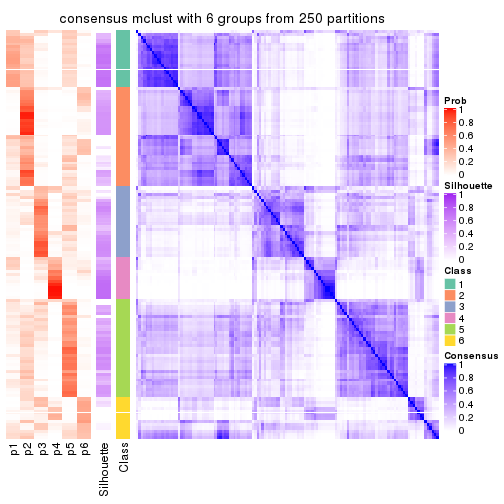 consensus mclust with 6 groups from 250 partitions
Prob
1
0.8
0.6
0.4
0.2
0
Silhouette
1
0.8
0.6
0.4
0.2
0
Class
1
2
3
4
5
6
Consensus
1
0.8
0.6
0.4
0.2
0
p1
p2
p3
p4
p5
p6
Silhouette
Class